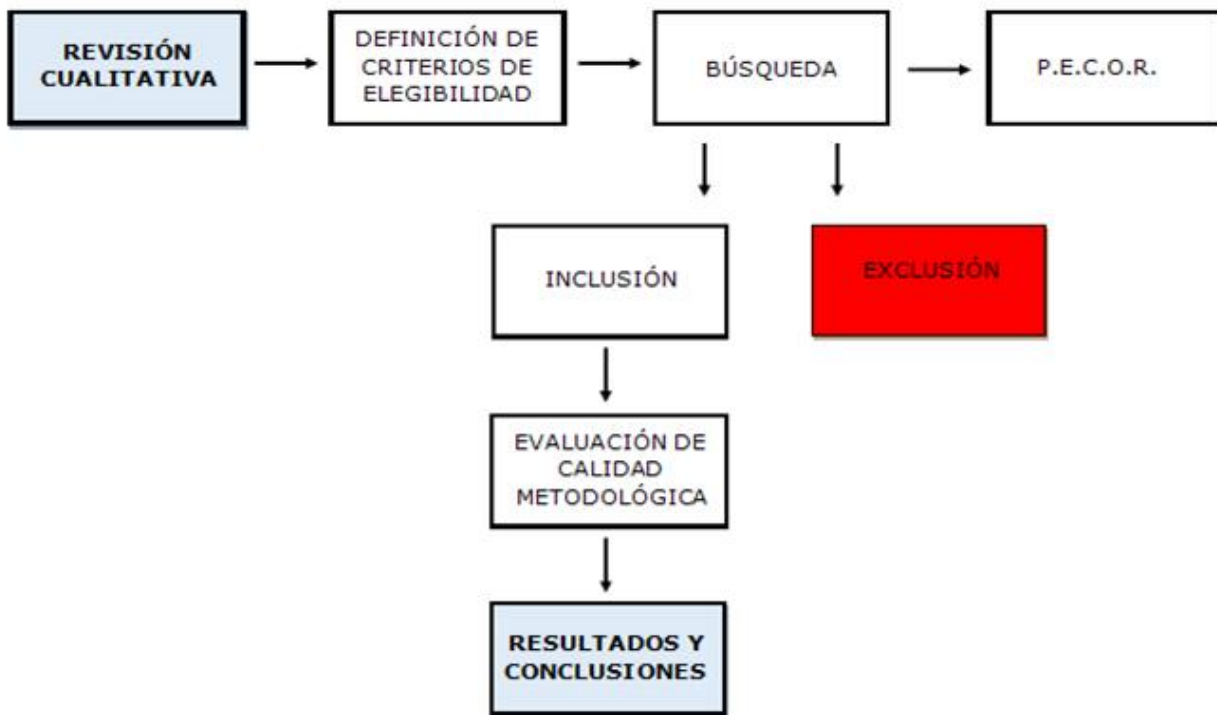 REVISIÓN
CUALITATIVA
DEFINICIÓN DE
CRITERIOS DE
ELEGIBILIDAD
BÚSQUEDA
P.E.C.O.R.
INCLUSIÓN
EXCLUSIÓN
EVALUACIÓN DE
CALIDAD
METODOLÓGICA
RESULTADOS Y
CONCLUSIONES